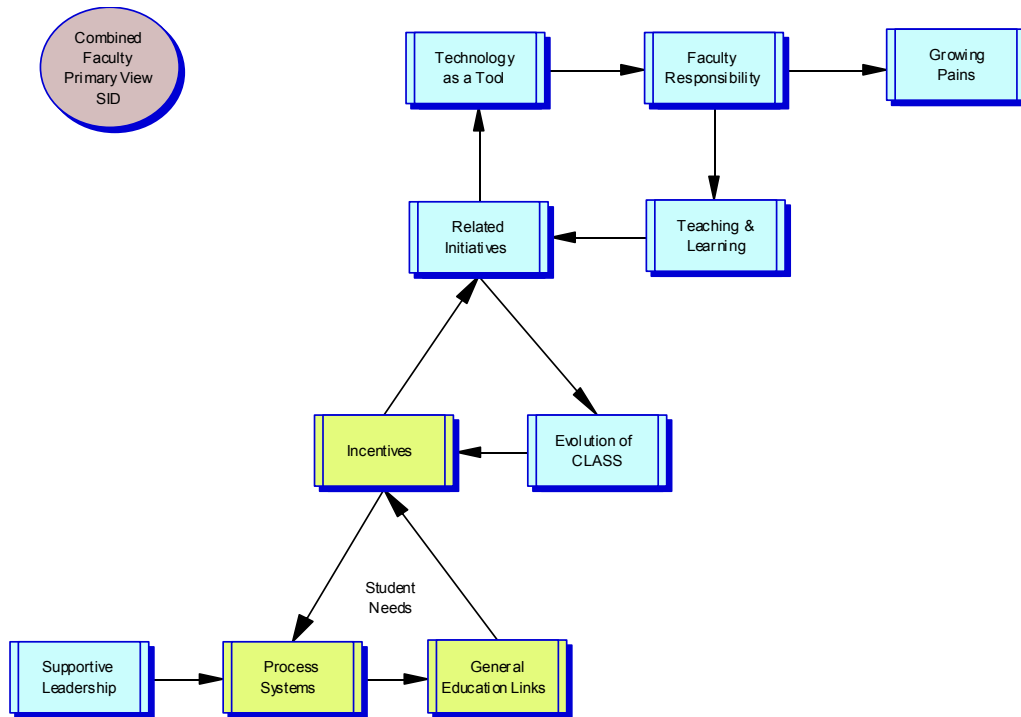 Combined
Faculty
Primary View
SID
Technology
as a Tool
Faculty
Responsibility
Growing
Pains
Related
Initiatives
Teaching &
Learning
Incentives
Evolution of
CLASS
Student
Needs
Supportive
Leadership
Process
Systems
General
Education Links